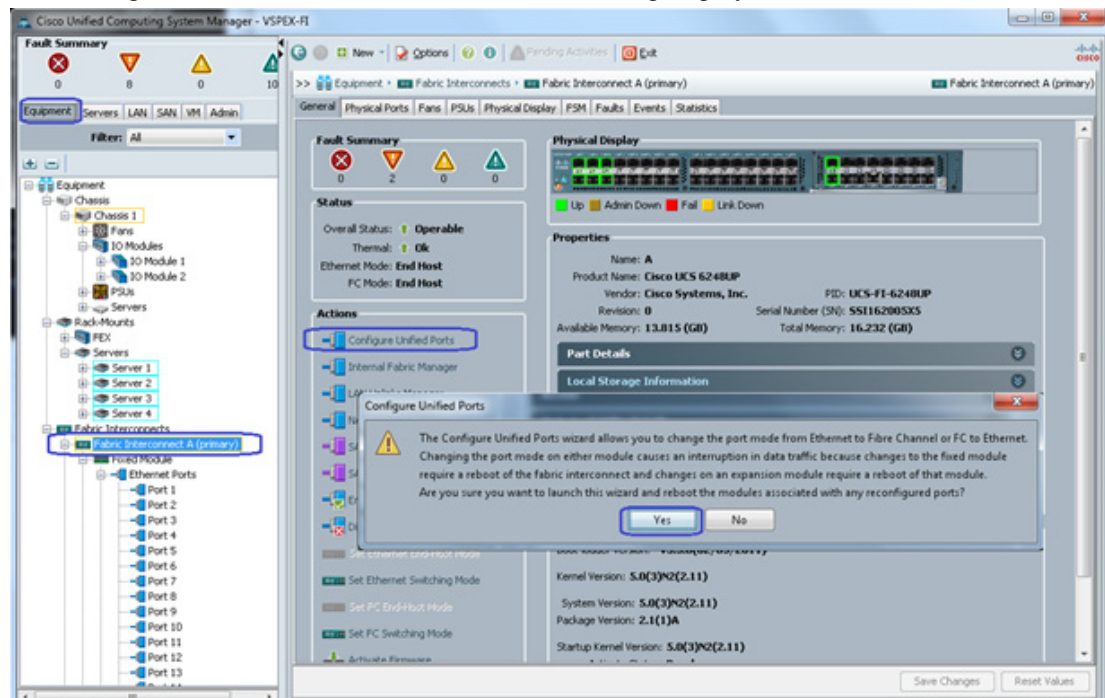 Cisco Unified Computing System Manager - VSPEX-FI
Fault Summary
0 8 0 10
Equipment Servers LAN SAN VM Admin
Filter: All
Equipment
Chassis
Chassis 1
Fans
IO Modules
IO Module 1
IO Module 2
PSUs
Servers
Rack-Mounts
FEX
Servers
Server 1
Server 2
Server 3
Server 4
Fabric Interconnects
Fabric Interconnect A (primary)
Fixed Module
Ethernet Ports
Port 1
Port 2
Port 3
Port 4
Port 5
Port 6
Port 7
Port 8
Port 9
Port 10
Port 11
Port 12
Port 13
New Options Pending Activities Exit
cisco
>> Equipment Fabric Interconnects Fabric Interconnect A (primary) Fabric Interconnect A (primary)
General Physical Ports Fans PSUs Physical Display FSM Faults Events Statistics
Fault Summary
0 2 0 0
Status
Overall Status: Operable
Thermal: Ok
Ethernet Mode: End Host
FC Mode: End Host
Actions
Configure Unified Ports
Internal Fabric Manager
Set Ethernet Switching Mode
Set FC End-Host Mode
Set FC Switching Mode
Activate Firmware
Physical Display
Up Admin Down Fail Link Down
Properties
Name: A
Product Name: Cisco UCS 6248UP
Vendor: Cisco Systems, Inc. PID: UCS-FI-6248UP
Revision: 0 Serial Number (SN): SSI162005XS
Available Memory: 13.815 (GB) Total Memory: 16.232 (GB)
Part Details
Local Storage Information
Configure Unified Ports
The Configure Unified Ports wizard allows you to change the port mode from Ethernet to Fibre Channel or FC to Ethernet.
Changing the port mode on either module causes an interruption in data traffic because changes to the fixed module
require a reboot of the fabric interconnect and changes on an expansion module require a reboot of that module.
Are you sure you want to launch this wizard and reboot the modules associated with any reconfigured ports?
Yes No
Kernel Version: 5.0(3)N2(2.11)
System Version: 5.0(3)N2(2.11)
Package Version: 2.1(1)A
Startup Kernel Version: 5.0(3)N2(2.11)
Save Changes Reset Values